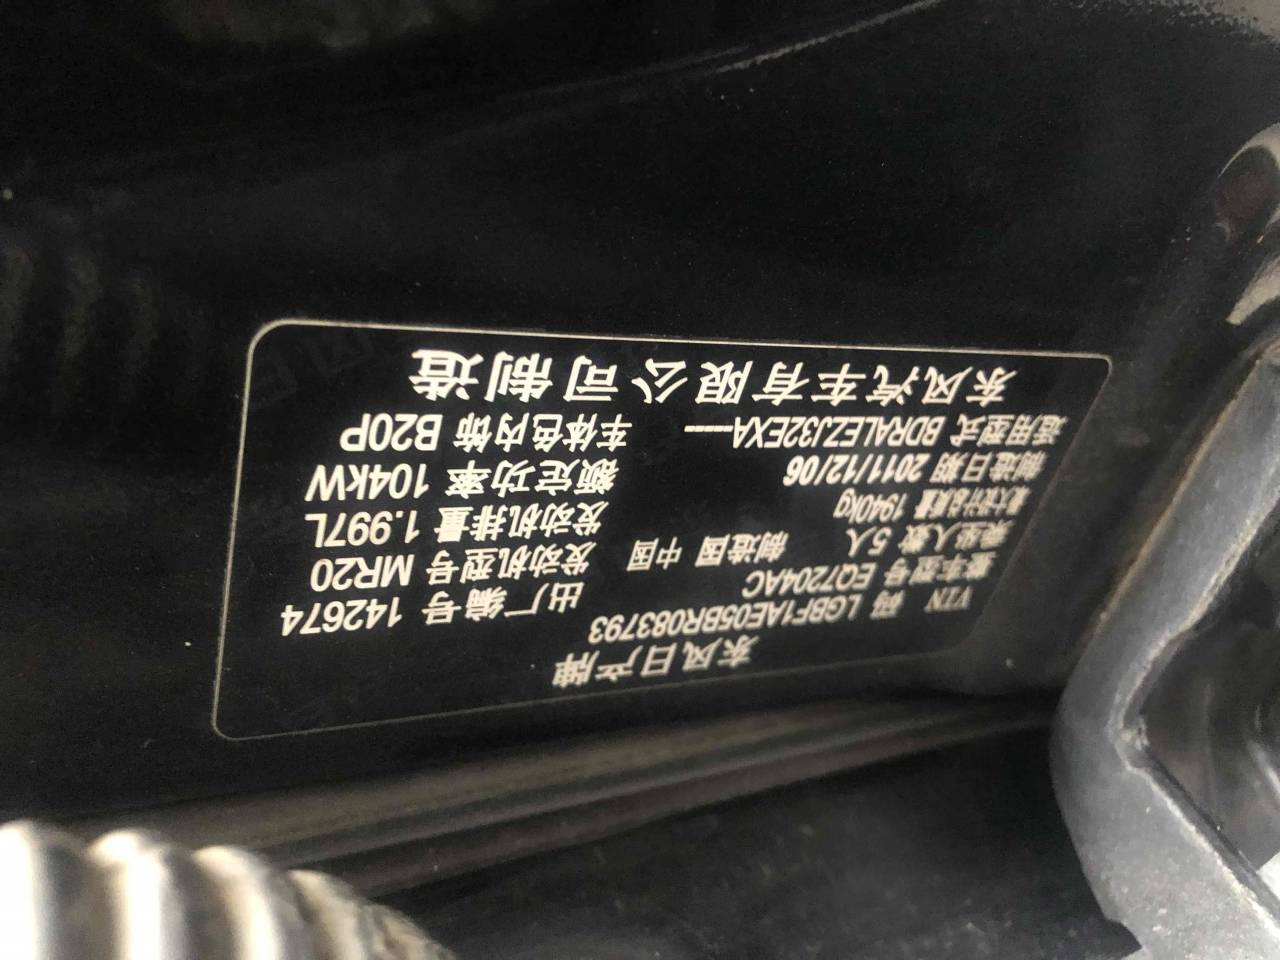 东风日产牌
VIN 码 LGBF1AE05BR083793 出厂编号 142674
整车型号 EQ7204AC 发动机型号 MR20
乘坐人数 5人 制造国 中国 发动机排量 1.997L
最大设计总质量 1940kg 额定功率 104kW
制造日期 2011/12/06 车体色内饰 B20P
适用型式 BDRALEZJ32EXA-----
东风汽车有限公司制造